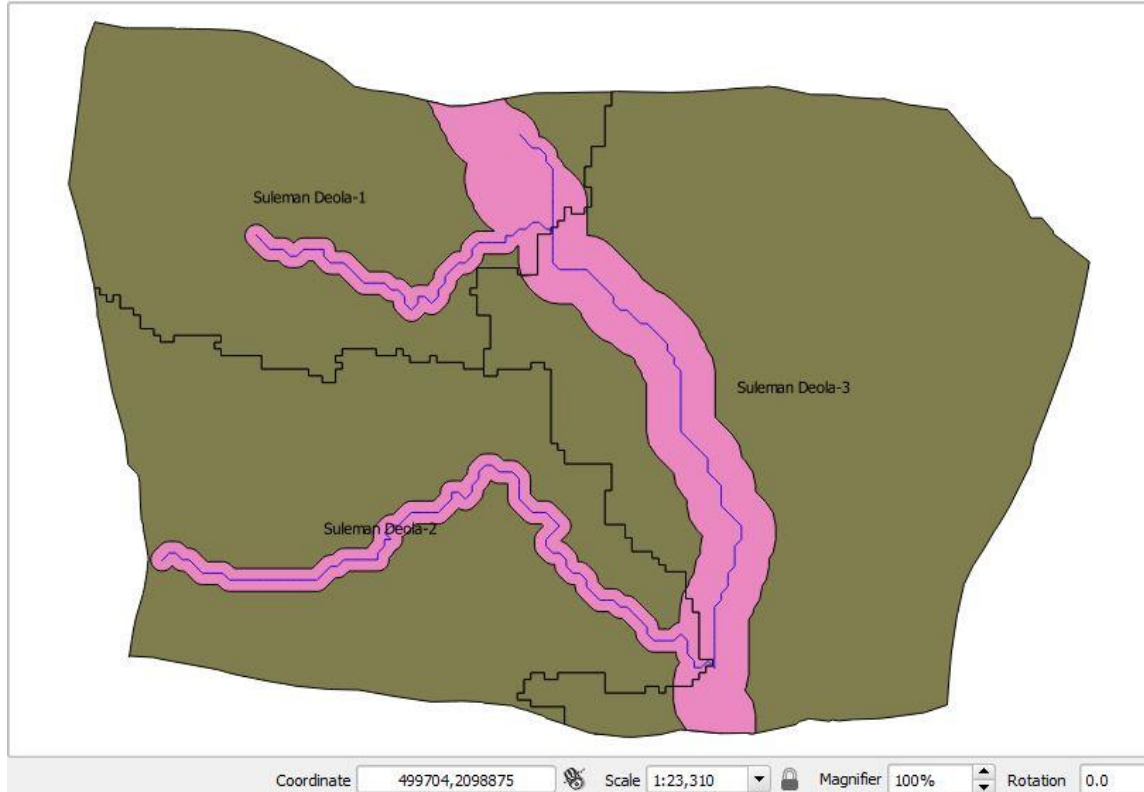 Suleman Deola-1
Suleman Deola-3
Suleman Deola-2
Coordinate 499704,2098875 Scale 1:23,310 Magnifier 100% Rotation 0.0